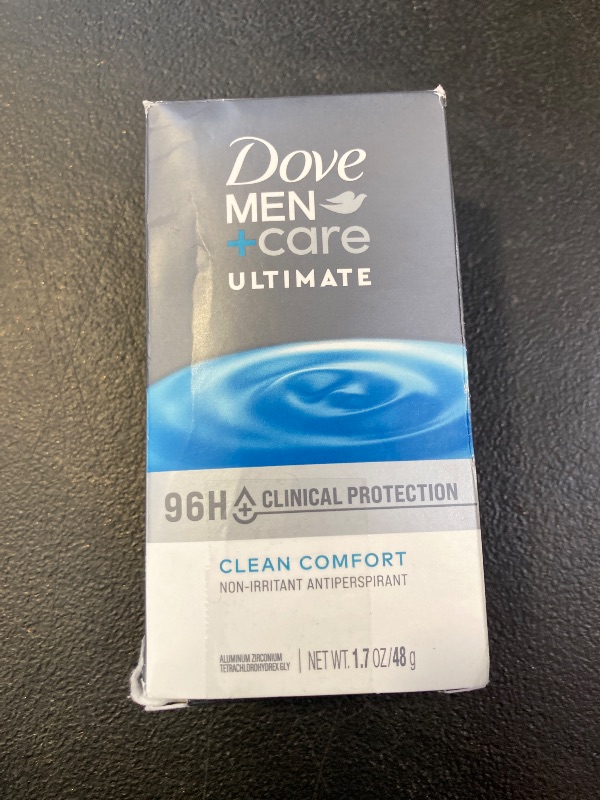 Dove
MEN
+care
ULTIMATE
96H + CLINICAL PROTECTION
CLEAN COMFORT
NON-IRRITANT ANTIPERSPIRANT
ALUMINUM ZIRCONIUM
TETRACHLOROHYDREX GLY
NET WT. 1.7 OZ/48 g